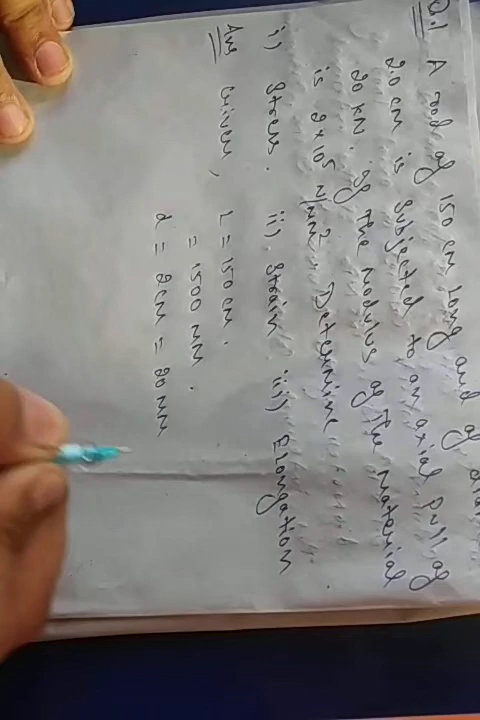 Q.1 A rod of 150 cm Long and of dia
2.0 cm is subjected to an axial pull of
20 KN. If The modulus of The material
is 2×10⁵ N/mm². Determine
i) Stress. ii). Strain iii) Elongation
Ans Given, L = 150 cm.
= 1500 mm.
d = 2cm = 20 mm